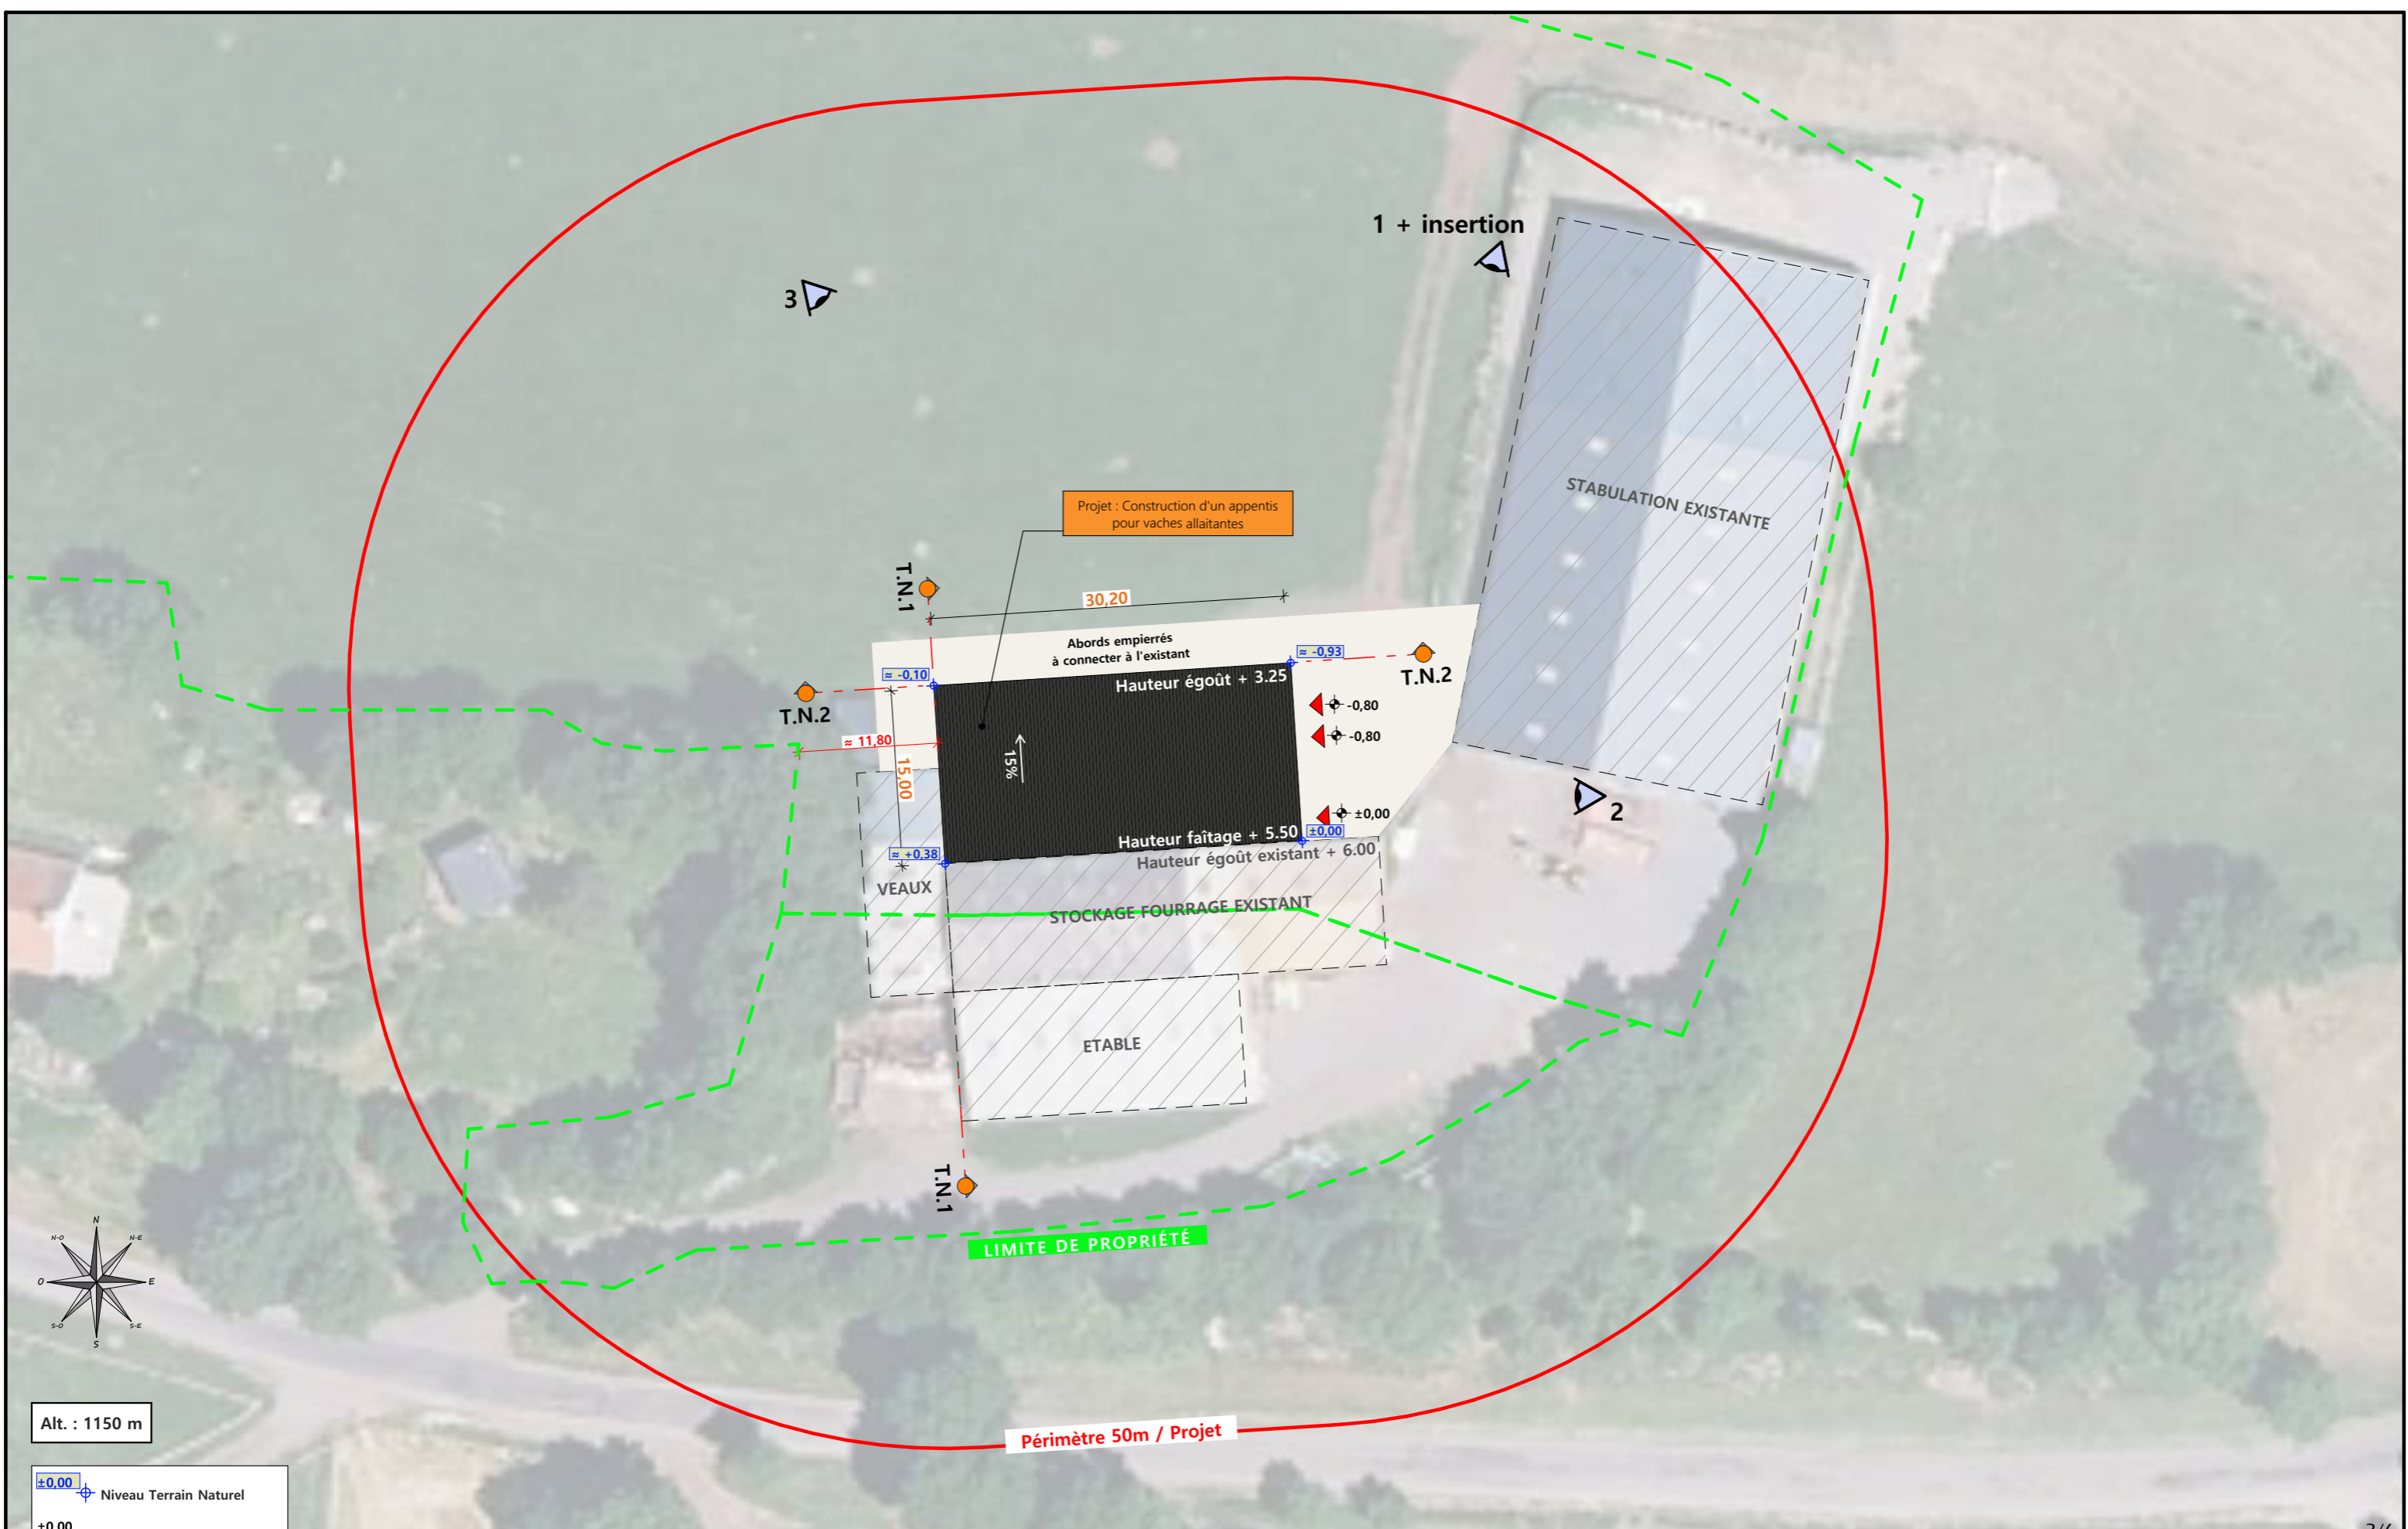 1 + insertion
3
STABULATION EXISTANTE
Projet : Construction d'un appentis
pour vaches allaitantes
T.N.1
30,20
Abords empierrés
à connecter à l'existant
≈ -0,93
≈ -0,10
Hauteur égoût + 3.25
T.N.2
T.N.2
-0,80
≈ 11,80
-0,80
15%
15,00
2
±0,00
Hauteur faîtage + 5.50
±0,00
≈ +0,38
Hauteur égoût existant + 6.00
VEAUX
STOCKAGE FOURRAGE EXISTANT
ETABLE
T.N.1
LIMITE DE PROPRIÉTÉ
N
N-O
N-E
O
E
S-O
S-E
S
Alt. : 1150 m
Périmètre 50m / Projet
±0,00
Niveau Terrain Naturel
±0,00